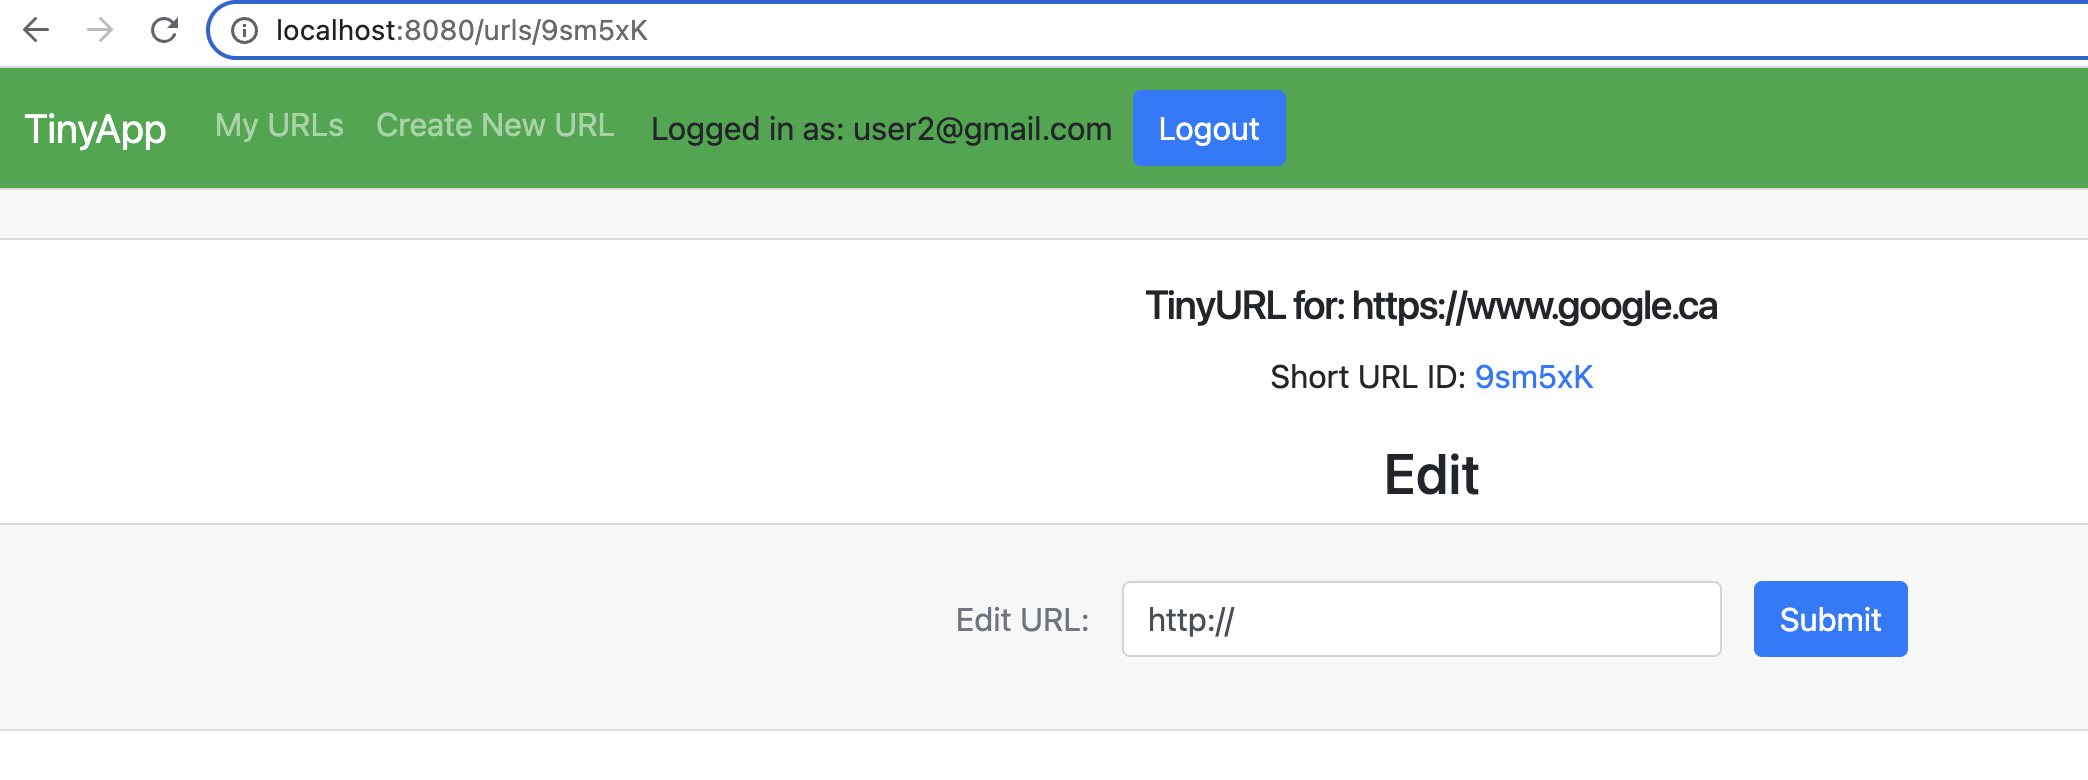 localhost:8080/urls/9sm5xK
TinyApp My URLs Create New URL Logged in as: user2@gmail.com Logout
TinyURL for: https://www.google.ca
Short URL ID: 9sm5xK
Edit
Edit URL: http:// Submit